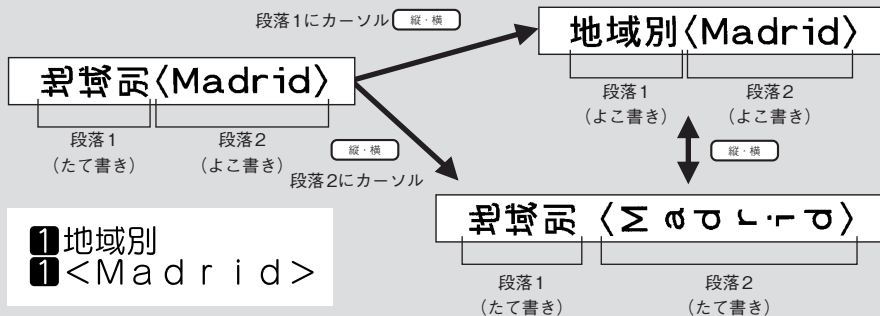 段落1にカーソル 縦・横
地域別〈Madrid〉
段落1 段落2
(よこ書き) (よこ書き)
地域別〈Madrid〉
段落1 段落2
(たて書き) (よこ書き)
縦・横
段落2にカーソル
縦・横
地域別〈Madrid〉
段落1 段落2
(たて書き) (たて書き)
1地域別
1<Madrid>